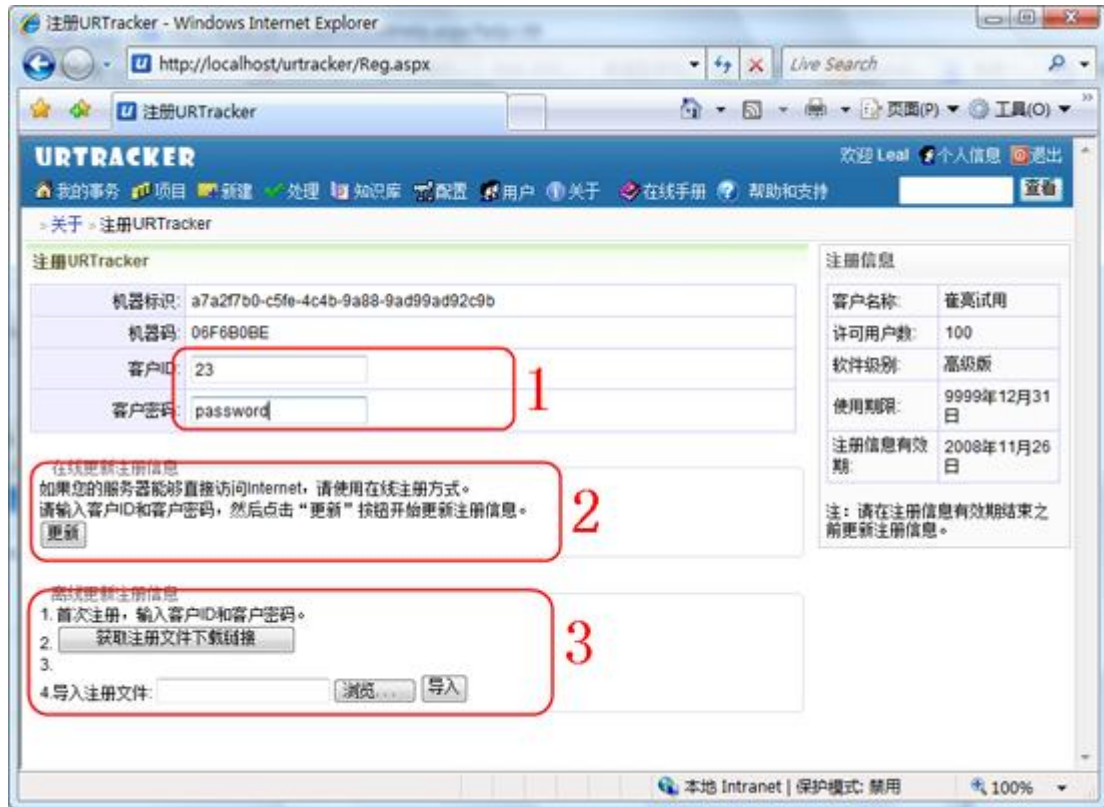 注册URTracker - Windows Internet Explorer
http://localhost/urtracker/Reg.aspx
Live Search
注册URTracker
页面(P)
工具(O)
URTRACKER
欢迎 Leal 个人信息 退出
我的事务 项目 新建 处理 知识库 配置 用户 关于 在线手册 帮助和支持
查看
» 关于 » 注册URTracker
注册URTracker
机器标识: a7a2f7b0-c5fe-4c4b-9a88-9ad99ad92c9b
机器码: 06F6B0BE
客户ID: 23
客户密码: password
1
在线更新注册信息
如果您的服务器能够直接访问Internet，请使用在线注册方式。
请输入客户ID和客户密码，然后点击“更新”按钮开始更新注册信息。
更新
2
离线更新注册信息
1. 首次注册，输入客户ID和客户密码。
2. 获取注册文件下载链接
3.
4.导入注册文件: 浏览... 导入
3
注册信息
客户名称: 崔亮试用
许可用户数: 100
软件级别: 高级版
使用期限: 9999年12月31
日
注册信息有效 2008年11月26
期: 日
注：请在注册信息有效期结束之
前更新注册信息。
本地 Intranet | 保护模式: 禁用
100%